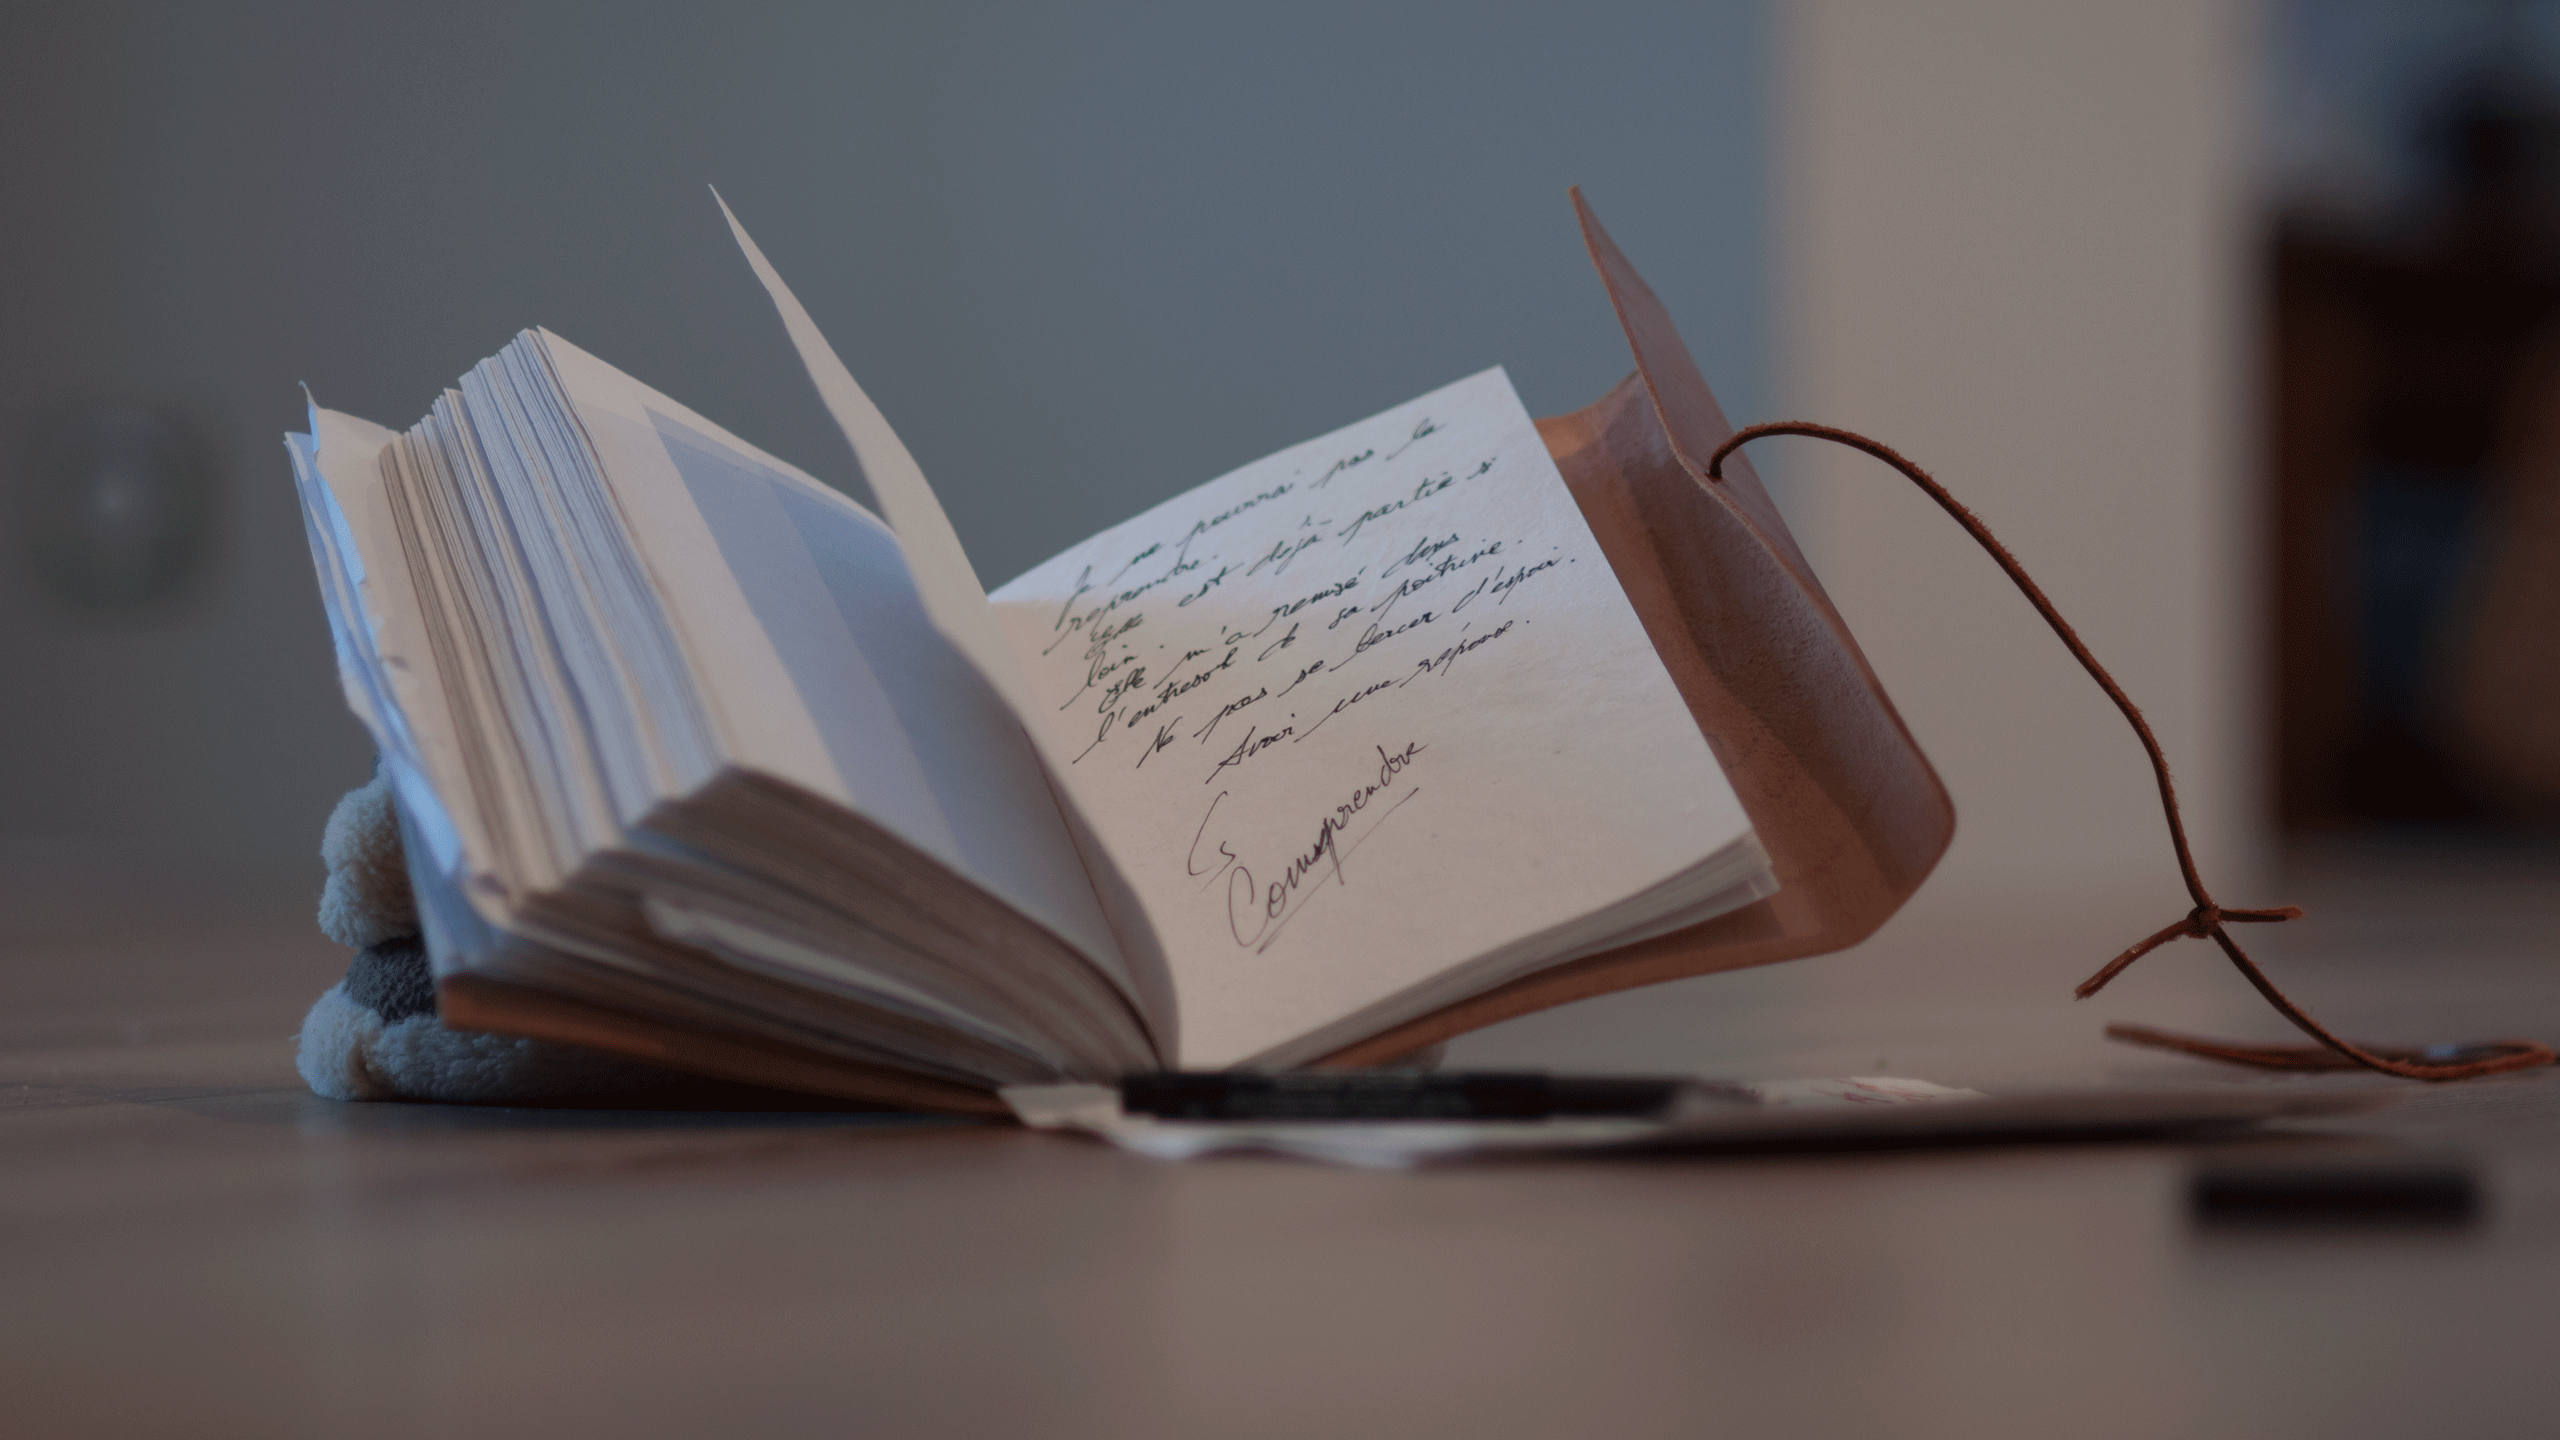 Je ne pourrai pas la
reprendre.
Elle est déjà partie si
loin.
Elle m'a remisé dans
l'entresol de sa poitrine.
Ne pas se bercer d'espoir.
Avoir une réponse.
Comprendre